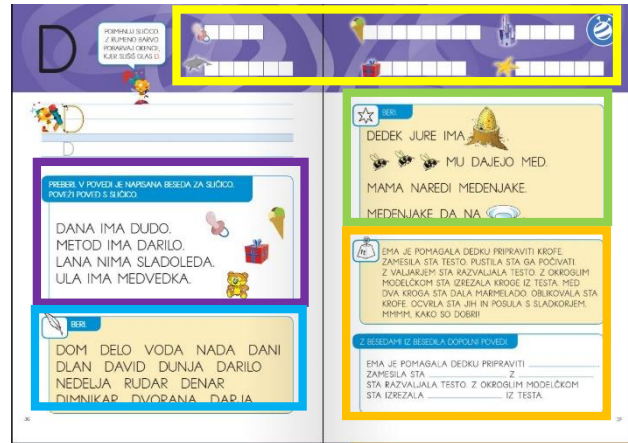 D
POIMENUJ SLIČICO.
Z RUMENO BARVO
POBARVAJ OKENCE,
KJER SLIŠIŠ GLAS D.
D
D
PREBERI. V POVEDI JE NAPISANA BESEDA ZA SLIČICO.
POVEŽI POVED S SLIČICO.
DANA IMA DUDO.
METOD IMA DARILO.
LANA NIMA SLADOLEDA.
ULA IMA MEDVEDKA.
BERI.
DOM DELO VODA NADA DANI
DLAN DAVID DUNJA DARILO
NEDELJA RUDAR DENAR
DIMNIKAR DVORANA DARJA
36
BERI.
DEDEK JURE IMA
MU DAJEJO MED.
MAMA NAREDI MEDENJAKE.
MEDENJAKE DA NA
EMA JE POMAGALA DEDKU PRIPRAVITI KROFE.
ZAMESILA STA TESTO. PUSTILA STA GA POČIVATI.
Z VALJARJEM STA RAZVALJALA TESTO. Z OKROGLIM
MODELČKOM STA IZREZALA KROGE IZ TESTA. MED
DVA KROGA STA DALA MARMELADO. OBLIKOVALA STA
KROFE. OCVRLA STA JIH IN POSULA S SLADKORJEM.
MMMM, KAKO SO DOBRI!
Z BESEDAMI IZ BESEDILA DOPOLNI POVEDI.
EMA JE POMAGALA DEDKU PRIPRAVITI
ZAMESILA STA Z
STA RAZVALJALA TESTO. Z OKROGLIM MODELČKOM
STA IZREZALA IZ TESTA.
37